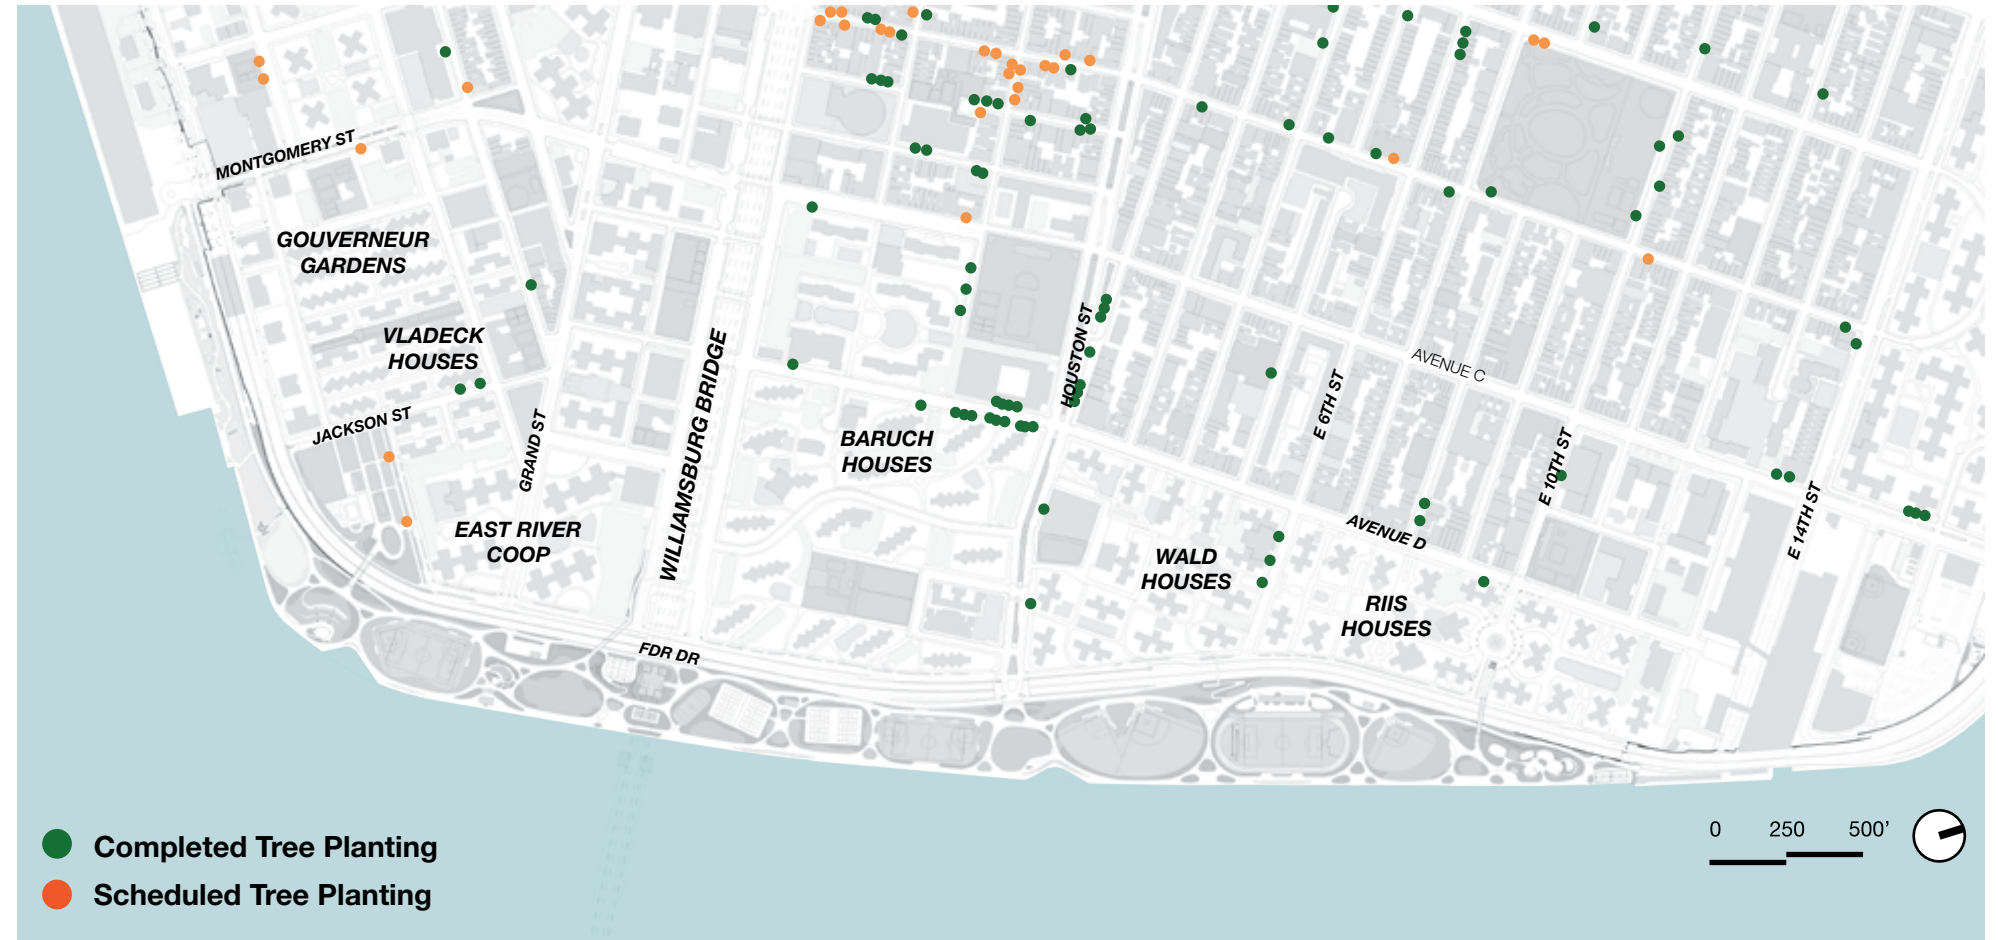 MONTGOMERY ST
GOUVERNEUR
GARDENS
VLADECK
HOUSES
JACKSON ST
GRAND ST
EAST RIVER
COOP
WILLIAMSBURG BRIDGE
FDR DR
BARUCH
HOUSES
HOUSTON ST
WALD
HOUSES
E 6TH ST
AVENUE C
AVENUE D
RIIS
HOUSES
E 10TH ST
E 14TH ST
Completed Tree Planting
Scheduled Tree Planting
0 250 500’